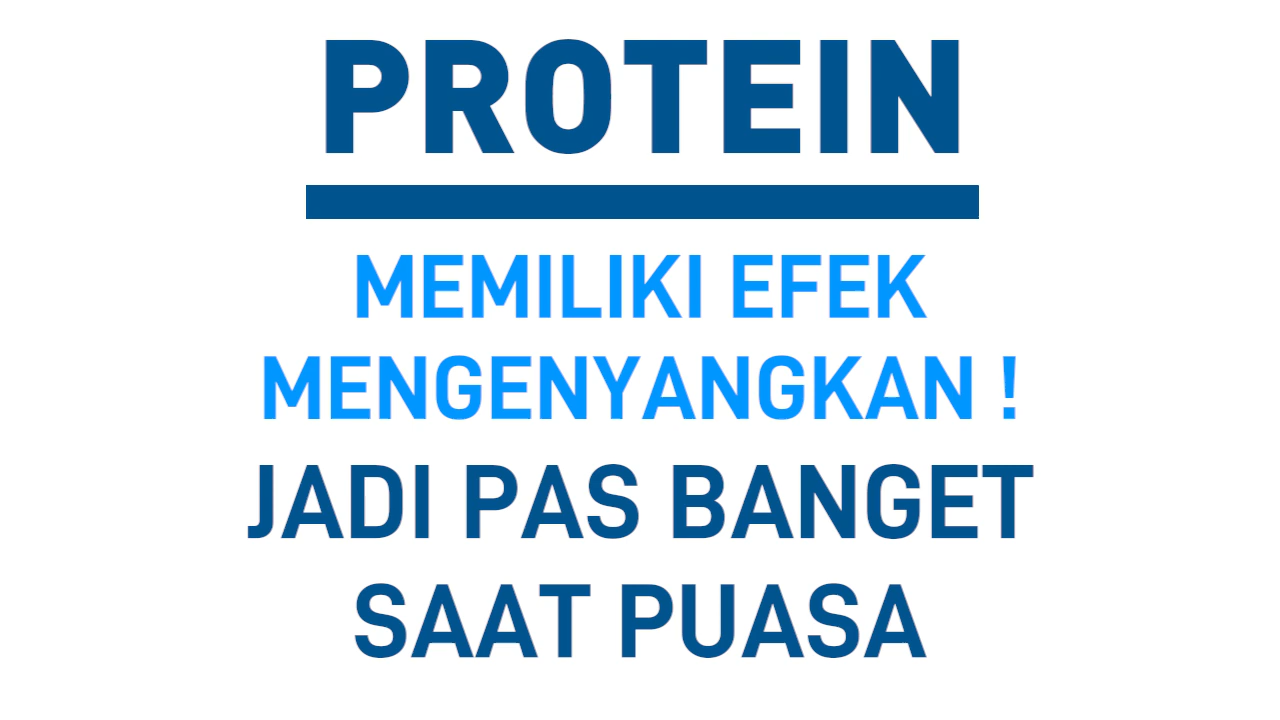 PROTEIN
MEMILIKI EFEK
MENGENYANGKAN !
JADI PAS BANGET
SAAT PUASA